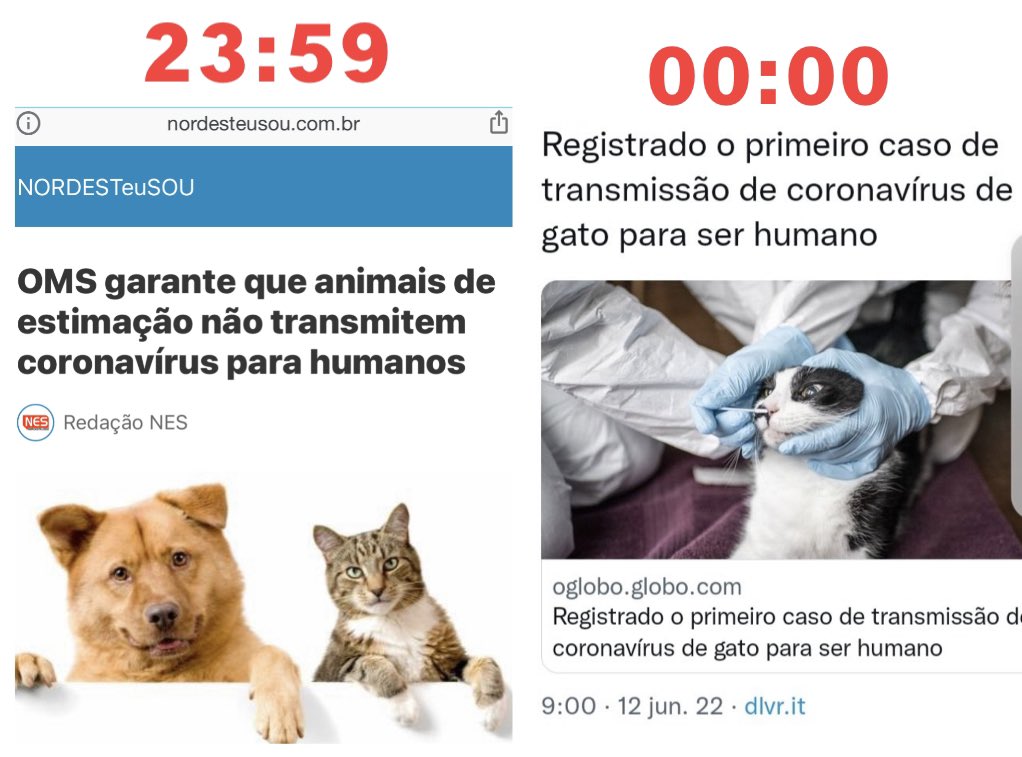 23:59
nordesteusou.com.br
NORDESTeuSOU
OMS garante que animais de
estimação não transmitem
coronavírus para humanos
NES
Redação NES
00:00
Registrado o primeiro caso de
transmissão de coronavírus de
gato para ser humano
oglobo.globo.com
Registrado o primeiro caso de transmissão d
coronavírus de gato para ser humano
9:00 · 12 jun. 22 · dlvr.it